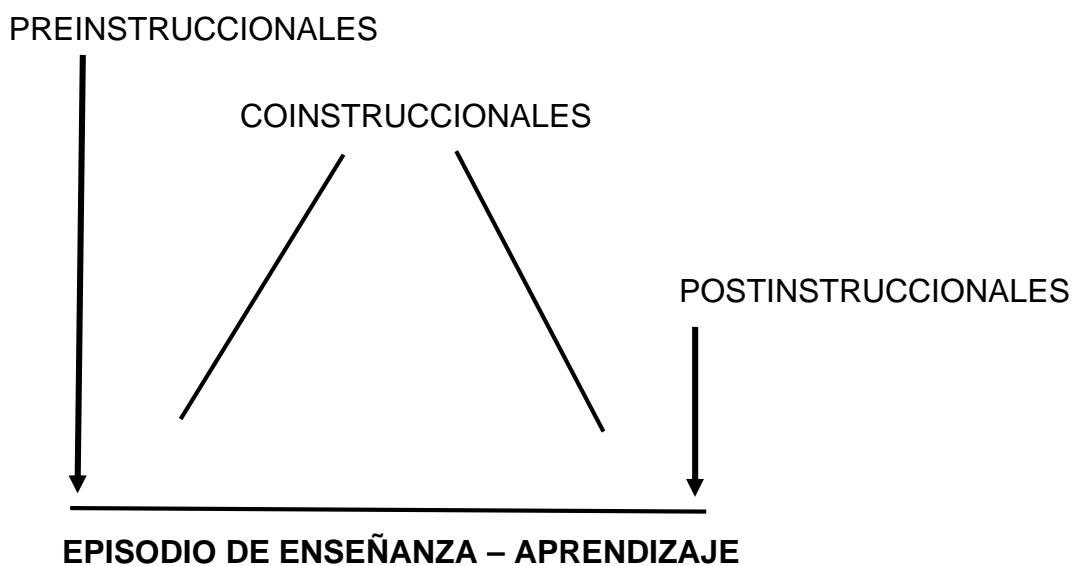 PREINSTRUCCIONALES
COINSTRUCCIONALES
POSTINSTRUCCIONALES
EPISODIO DE ENSEÑANZA – APRENDIZAJE